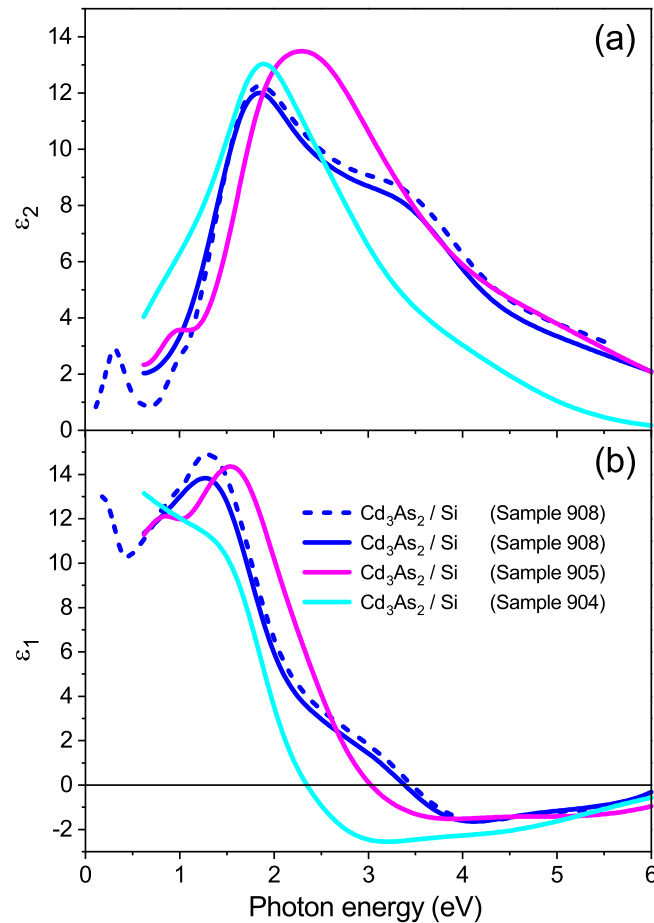 (a)
14
12
10
8
6
4
2
0
ε2
(b)
14
12
10
8
6
4
2
0
-2
ε1
Cd3As2 / Si (Sample 908)
Cd3As2 / Si (Sample 908)
Cd3As2 / Si (Sample 905)
Cd3As2 / Si (Sample 904)
0 1 2 3 4 5 6
Photon energy (eV)